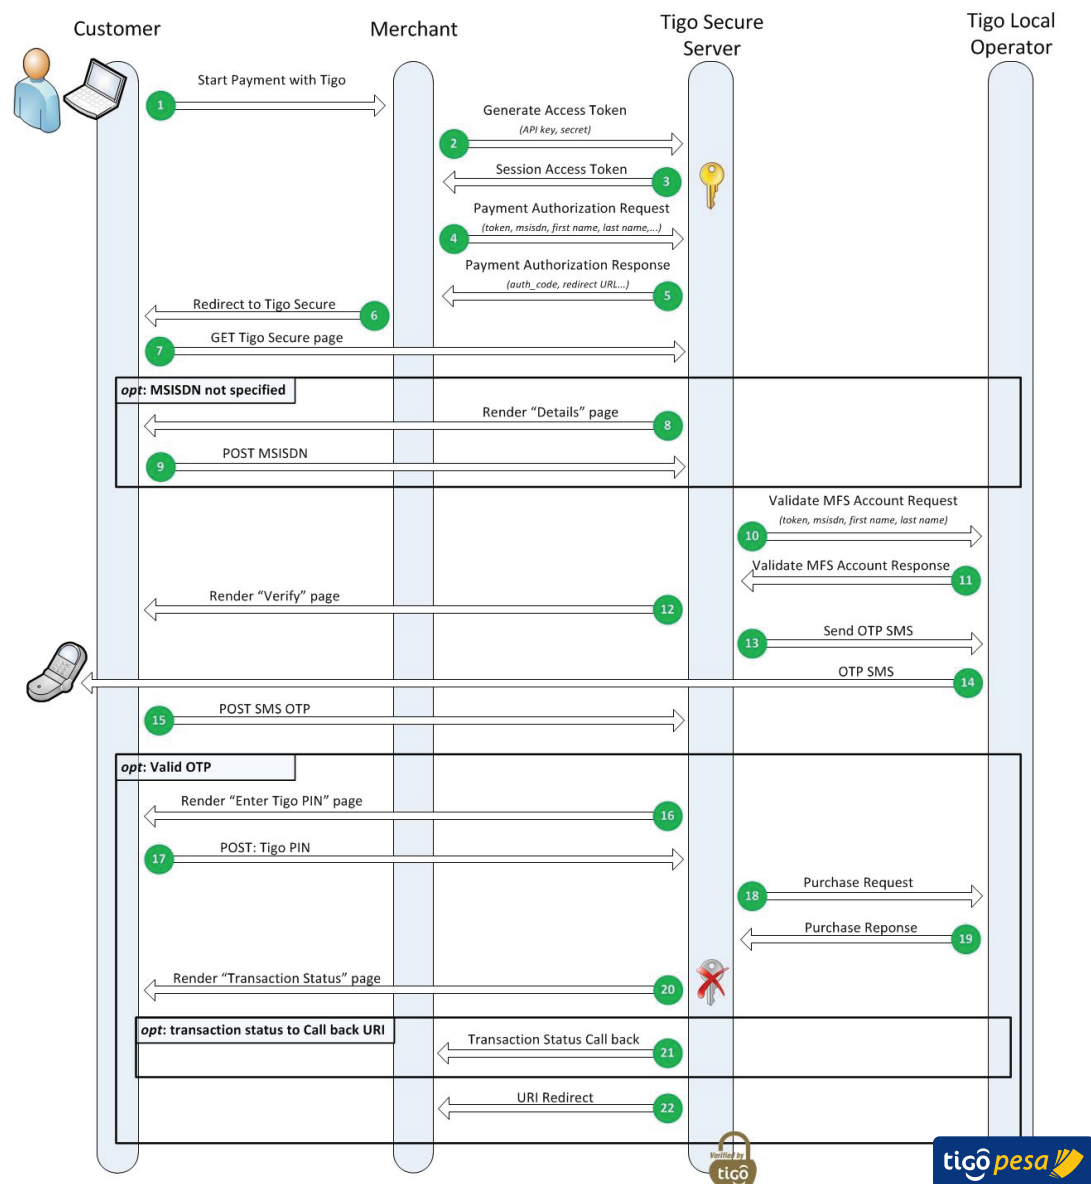 Customer
Merchant
Tigo Secure
Server
Tigo Local
Operator
Start Payment with Tigo
1
Generate Access Token
(API key, secret)
2
Session Access Token
3
Payment Authorization Request
(token, msisdn, first name, last name,...)
4
Payment Authorization Response
(auth_code, redirect URL...)
5
Redirect to Tigo Secure
6
GET Tigo Secure page
7
opt: MSISDN not specified
Render “Details” page
8
POST MSISDN
9
Validate MFS Account Request
(token, msisdn, first name, last name)
10
Validate MFS Account Response
11
Render “Verify” page
12
Send OTP SMS
13
OTP SMS
14
POST SMS OTP
15
opt: Valid OTP
Render “Enter Tigo PIN” page
16
POST: Tigo PIN
17
Purchase Request
18
Purchase Reponse
19
Render “Transaction Status” page
20
opt: transaction status to Call back URI
Transaction Status Call back
21
URI Redirect
22
Verified by
tigô
tigô pesa